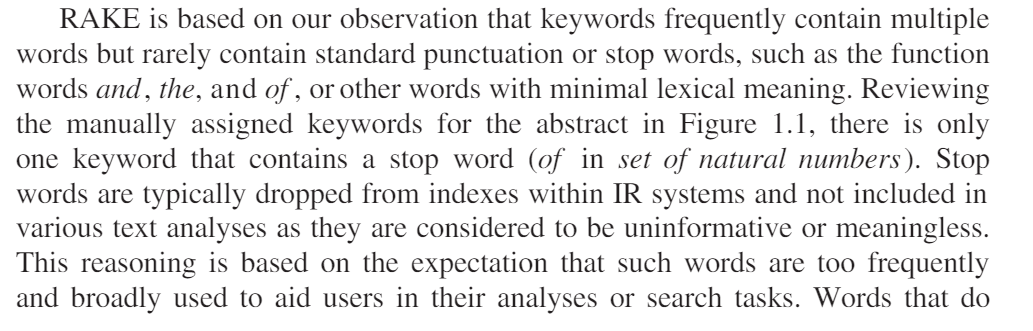 RAKE is based on our observation that keywords frequently contain multiple
words but rarely contain standard punctuation or stop words, such as the function
words and, the, and of, or other words with minimal lexical meaning. Reviewing
the manually assigned keywords for the abstract in Figure 1.1, there is only
one keyword that contains a stop word (of in set of natural numbers). Stop
words are typically dropped from indexes within IR systems and not included in
various text analyses as they are considered to be uninformative or meaningless.
This reasoning is based on the expectation that such words are too frequently
and broadly used to aid users in their analyses or search tasks. Words that do